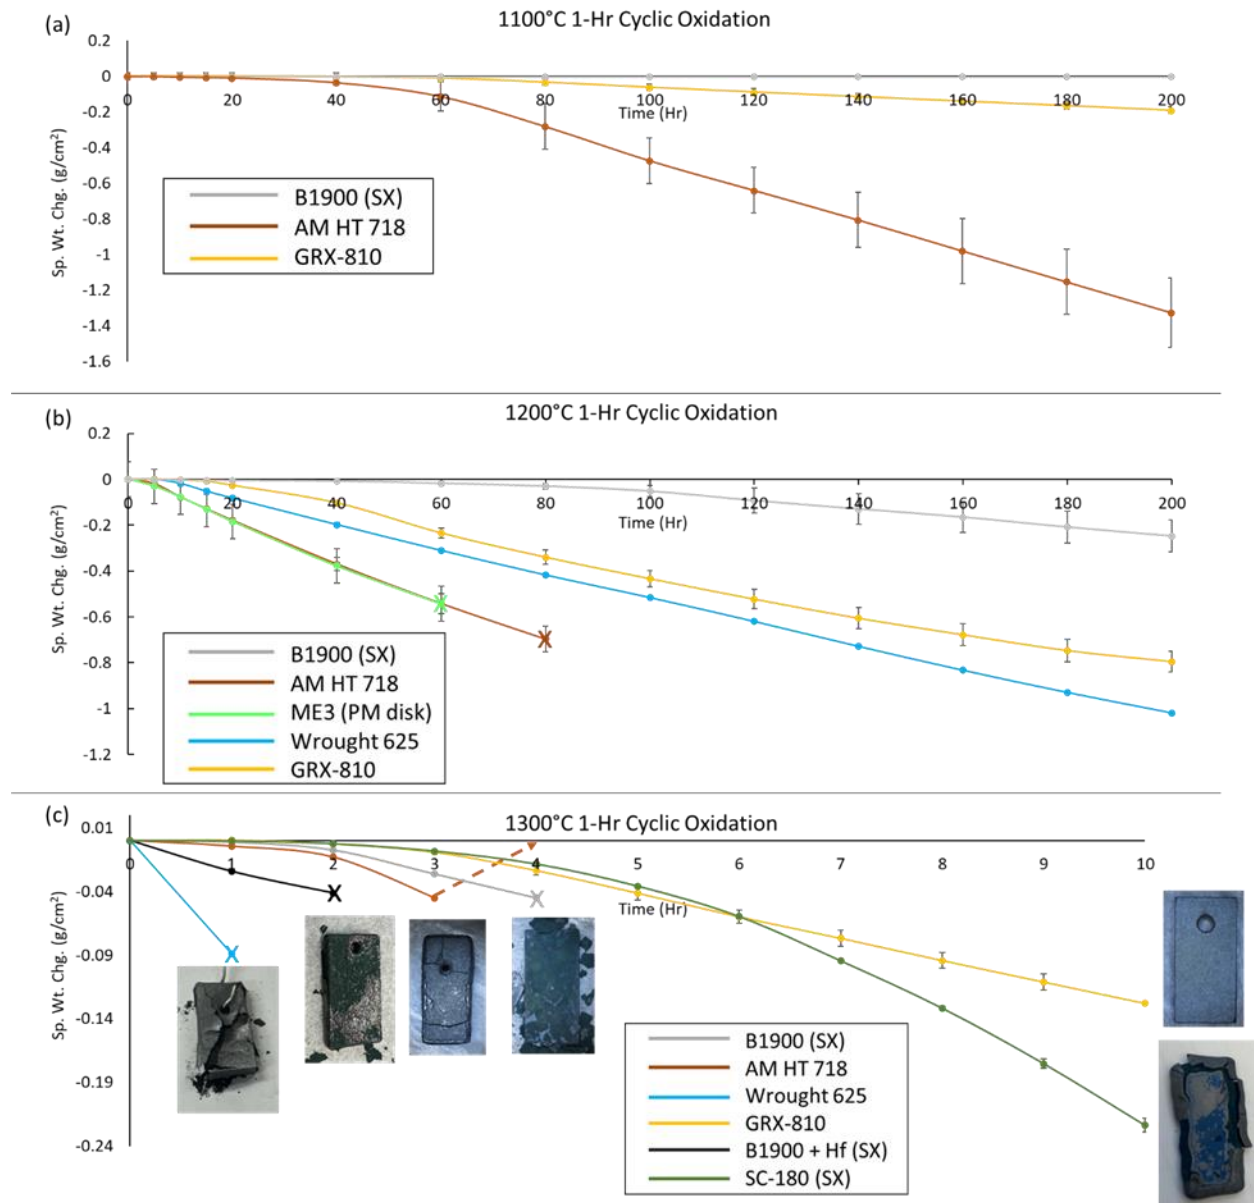 (a)
1100°C 1-Hr Cyclic Oxidation
0.2
0
-0.2
-0.4
-0.6
-0.8
-1
-1.2
-1.4
-1.6
Sp. Wt. Chg. (g/cm²)
0 20 40 60 80 100 120 140 160 180 200
Time (Hr)
B1900 (SX)
AM HT 718
GRX-810
(b)
1200°C 1-Hr Cyclic Oxidation
0.2
0
-0.2
-0.4
-0.6
-0.8
-1
-1.2
Sp. Wt. Chg. (g/cm²)
0 20 40 60 80 100 120 140 160 180 200
Time (Hr)
X X
B1900 (SX)
AM HT 718
ME3 (PM disk)
Wrought 625
GRX-810
(c)
1300°C 1-Hr Cyclic Oxidation
0.01
-0.04
-0.09
-0.14
-0.19
-0.24
Sp. Wt. Chg. (g/cm²)
0 1 2 3 4 5 6 7 8 9 10
Time (Hr)
X X X
B1900 (SX)
AM HT 718
Wrought 625
GRX-810
B1900 + Hf (SX)
SC-180 (SX)